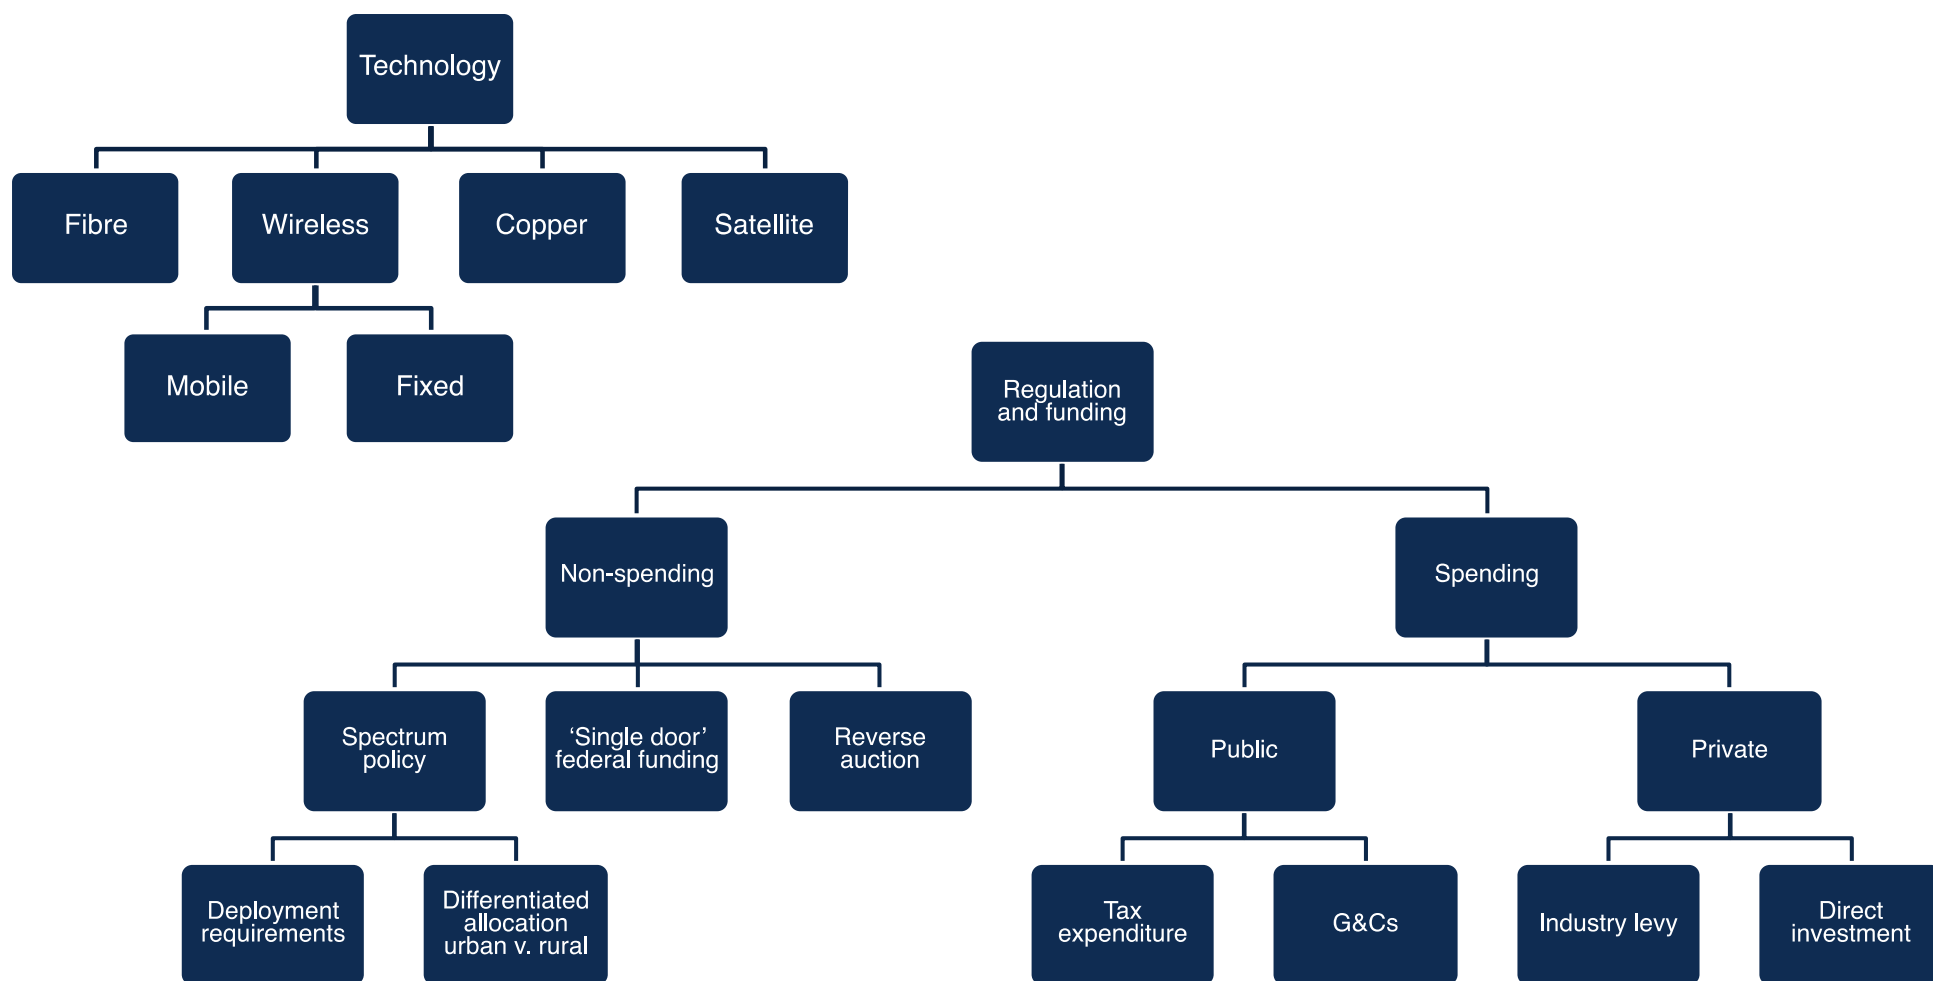 Technology
Fibre
Wireless
Copper
Satellite
Mobile
Fixed
Regulation
and funding
Non-spending
Spending
Spectrum
policy
‘Single door’
federal funding
Reverse
auction
Public
Private
Deployment
requirements
Differentiated
allocation
urban v. rural
Tax
expenditure
G&Cs
Industry levy
Direct
investment